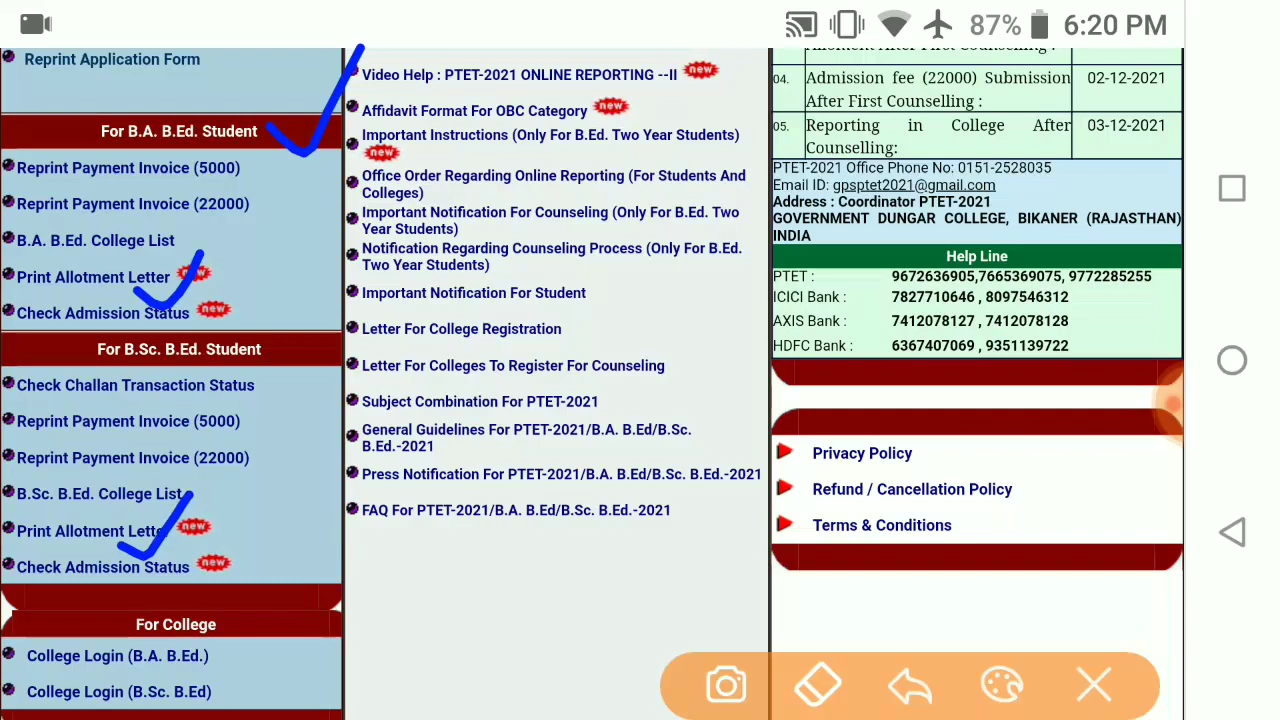 87% 6:20 PM
Reprint Application Form
For B.A. B.Ed. Student
Reprint Payment Invoice (5000)
Reprint Payment Invoice (22000)
B.A. B.Ed. College List
Print Allotment Letter new
Check Admission Status new
For B.Sc. B.Ed. Student
Check Challan Transaction Status
Reprint Payment Invoice (5000)
Reprint Payment Invoice (22000)
B.Sc. B.Ed. College List
Print Allotment Letter new
Check Admission Status new
For College
College Login (B.A. B.Ed.)
College Login (B.Sc. B.Ed)
Video Help : PTET-2021 ONLINE REPORTING --II new
Affidavit Format For OBC Category new
Important Instructions (Only For B.Ed. Two Year Students)
new
Office Order Regarding Online Reporting (For Students And
Colleges)
Important Notification For Counseling (Only For B.Ed. Two
Year Students)
Notification Regarding Counseling Process (Only For B.Ed.
Two Year Students)
Important Notification For Student
Letter For College Registration
Letter For Colleges To Register For Counseling
Subject Combination For PTET-2021
General Guidelines For PTET-2021/B.A. B.Ed/B.Sc.
B.Ed.-2021
Press Notification For PTET-2021/B.A. B.Ed/B.Sc. B.Ed.-2021
FAQ For PTET-2021/B.A. B.Ed/B.Sc. B.Ed.-2021
Allotment After First Counselling :
04. Admission fee (22000) Submission 02-12-2021
After First Counselling :
05. Reporting in College After 03-12-2021
Counselling:
PTET-2021 Office Phone No: 0151-2528035
Email ID: gpsptet2021@gmail.com
Address : Coordinator PTET-2021
GOVERNMENT DUNGAR COLLEGE, BIKANER (RAJASTHAN)
INDIA
Help Line
PTET : 9672636905,7665369075, 9772285255
ICICI Bank : 7827710646 , 8097546312
AXIS Bank : 7412078127 , 7412078128
HDFC Bank : 6367407069 , 9351139722
Privacy Policy
Refund / Cancellation Policy
Terms & Conditions